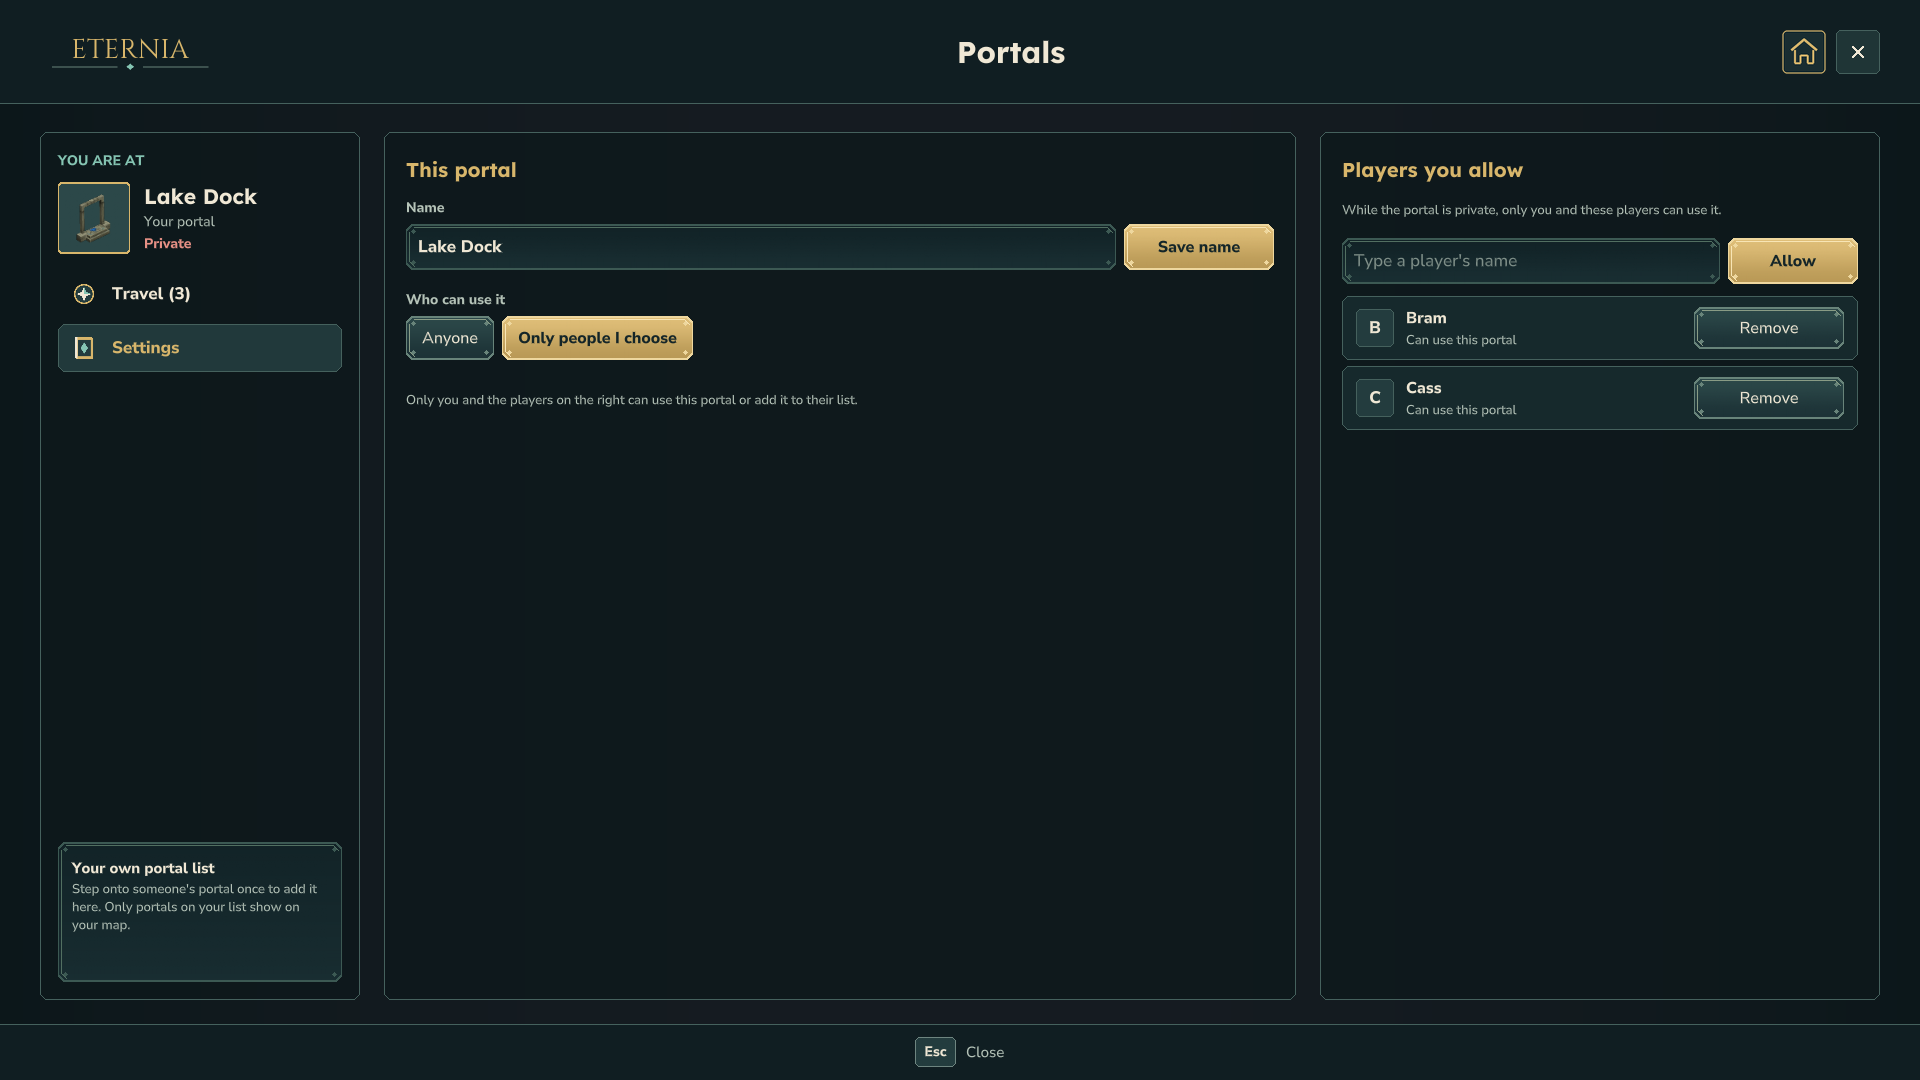 ETERNIA
Portals
YOU ARE AT
Lake Dock
Your portal
Private
Travel (3)
Settings
Your own portal list
Step onto someone's portal once to add it
here. Only portals on your list show on
your map.
This portal
Name
Lake Dock
Save name
Who can use it
Anyone
Only people I choose
Only you and the players on the right can use this portal or add it to their list.
Players you allow
While the portal is private, only you and these players can use it.
Type a player's name
Allow
B
Bram
Can use this portal
Remove
C
Cass
Can use this portal
Remove
Esc Close